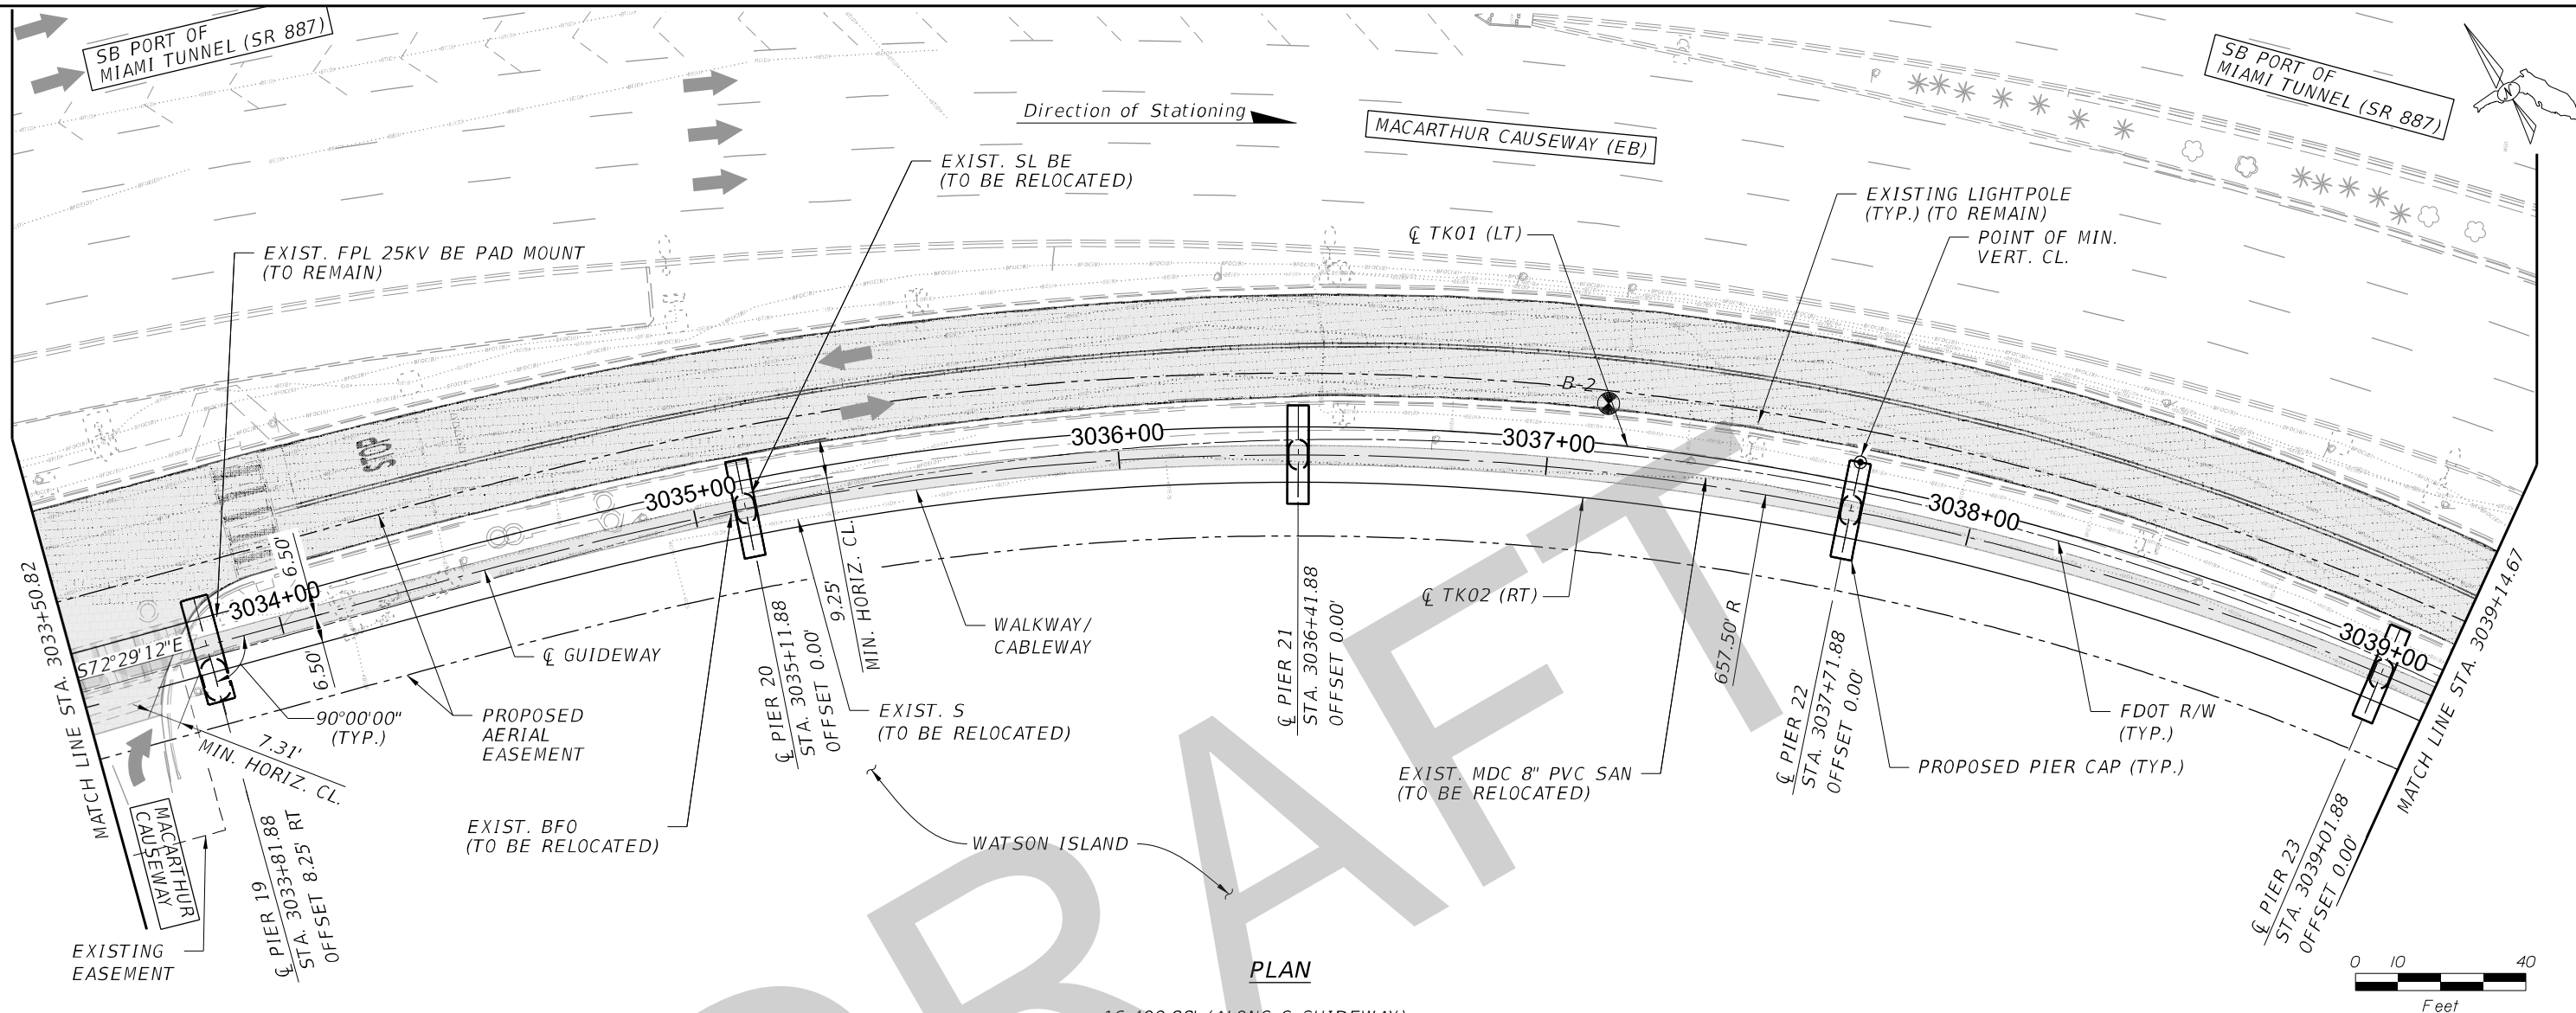 SB PORT OF
MIAMI TUNNEL (SR 887)
Direction of Stationing
MACARTHUR CAUSEWAY (EB)
SB PORT OF
MIAMI TUNNEL (SR 887)
N
EXIST. SL BE
(TO BE RELOCATED)
EXISTING LIGHTPOLE
(TYP.) (TO REMAIN)
POINT OF MIN.
VERT. CL.
℄ TK01 (LT)
EXIST. FPL 25KV BE PAD MOUNT
(TO REMAIN)
B-2
STOP
3034+00
3035+00
3036+00
3037+00
3038+00
3039+00
MATCH LINE STA. 3033+50.82
S72°29'12"E
6.50'
6.50'
℄ GUIDEWAY
WALKWAY/
CABLEWAY
9.25'
MIN. HORIZ. CL.
℄ TK02 (RT)
657.50' R
MATCH LINE STA. 3039+14.67
90°00'00"
(TYP.)
7.31'
MIN. HORIZ. CL.
PROPOSED
AERIAL
EASEMENT
℄ PIER 20
STA. 3035+11.88
OFFSET 0.00'
EXIST. S
(TO BE RELOCATED)
℄ PIER 21
STA. 3036+41.88
OFFSET 0.00'
℄ PIER 22
STA. 3037+71.88
OFFSET 0.00'
FDOT R/W
(TYP.)
PROPOSED PIER CAP (TYP.)
EXIST. MDC 8" PVC SAN
(TO BE RELOCATED)
EXIST. BFO
(TO BE RELOCATED)
WATSON ISLAND
MACARTHUR
CAUSEWAY
℄ PIER 19
STA. 3033+81.88
OFFSET 8.25' RT
EXISTING
EASEMENT
℄ PIER 23
STA. 3039+01.88
OFFSET 0.00'
DRAFT
PLAN
0 10 40
Feet